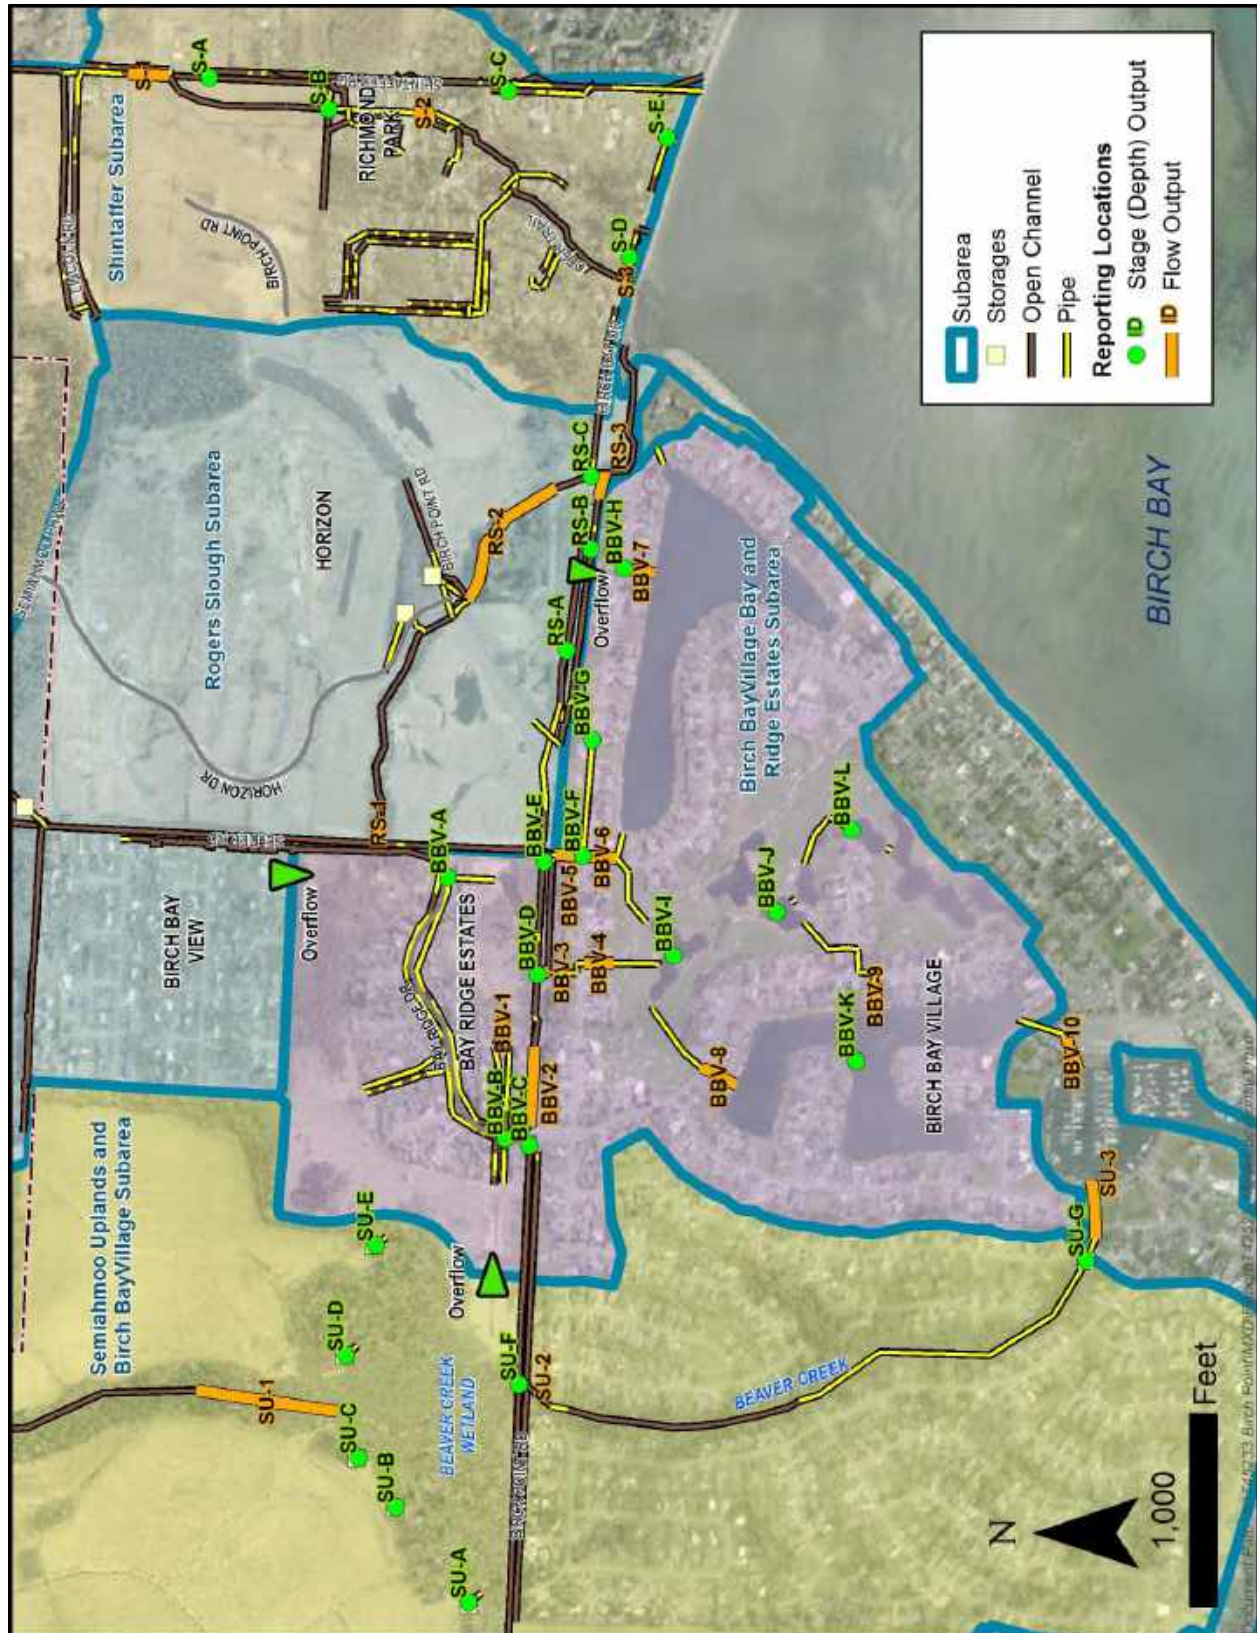 Semiahmoo Uplands and
Birch BayVillage Subarea
BIRCH BAY
VIEW
Rogers Slough Subarea
HORIZON
HORIZON DR
BIRCH POINT RD
Shintaffer Subarea
BIRCH POINT RD
RICHMOND
PARK
S-A
S-B
S-C
S-D
S-E
S-2
S-3
SU-A
SU-B
SU-C
SU-D
SU-E
SU-F
SU-G
SU-1
SU-2
SU-3
BEAVER CREEK
WETLAND
BEAVER CREEK
Overflow
Overflow
Overflow
BAY RIDGE ESTATES
BAY RIDGE DR
BBV-A
BBV-B
BBV-C
BBV-D
BBV-E
BBV-F
BBV-G
BBV-H
BBV-I
BBV-J
BBV-K
BBV-L
BBV-1
BBV-2
BBV-3
BBV-4
BBV-5
BBV-6
BBV-7
BBV-8
BBV-9
BBV-10
RS-A
RS-B
RS-C
RS-1
RS-2
RS-3
Birch BayVillage Bay and
Ridge Estates Subarea
BIRCH BAY VILLAGE
BIRCH BAY
N
1,000
Feet
Subarea
Storages
Open Channel
Pipe
Reporting Locations
ID Stage (Depth) Output
ID Flow Output